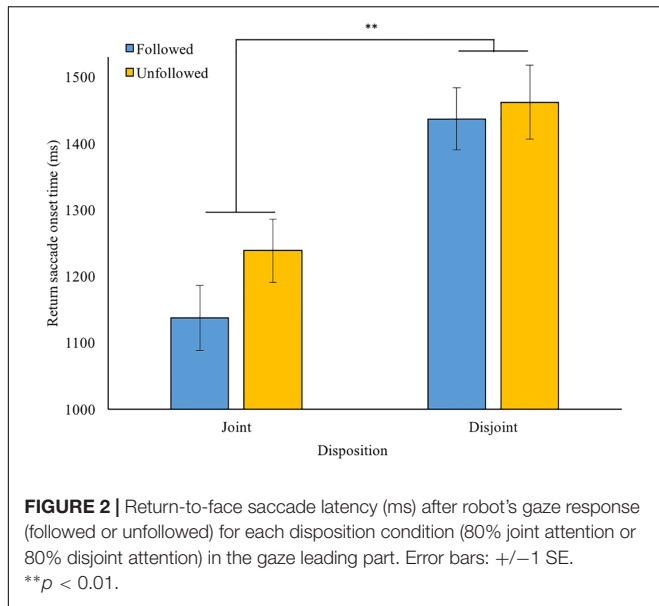 **
Followed
Unfollowed
1500
1400
1300
1200
1100
1000
Return saccade onset time (ms)
Joint
Disjoint
Disposition
FIGURE 2 | Return-to-face saccade latency (ms) after robot's gaze response
(followed or unfollowed) for each disposition condition (80% joint attention or
80% disjoint attention) in the gaze leading part. Error bars: +/−1 SE.
**p < 0.01.